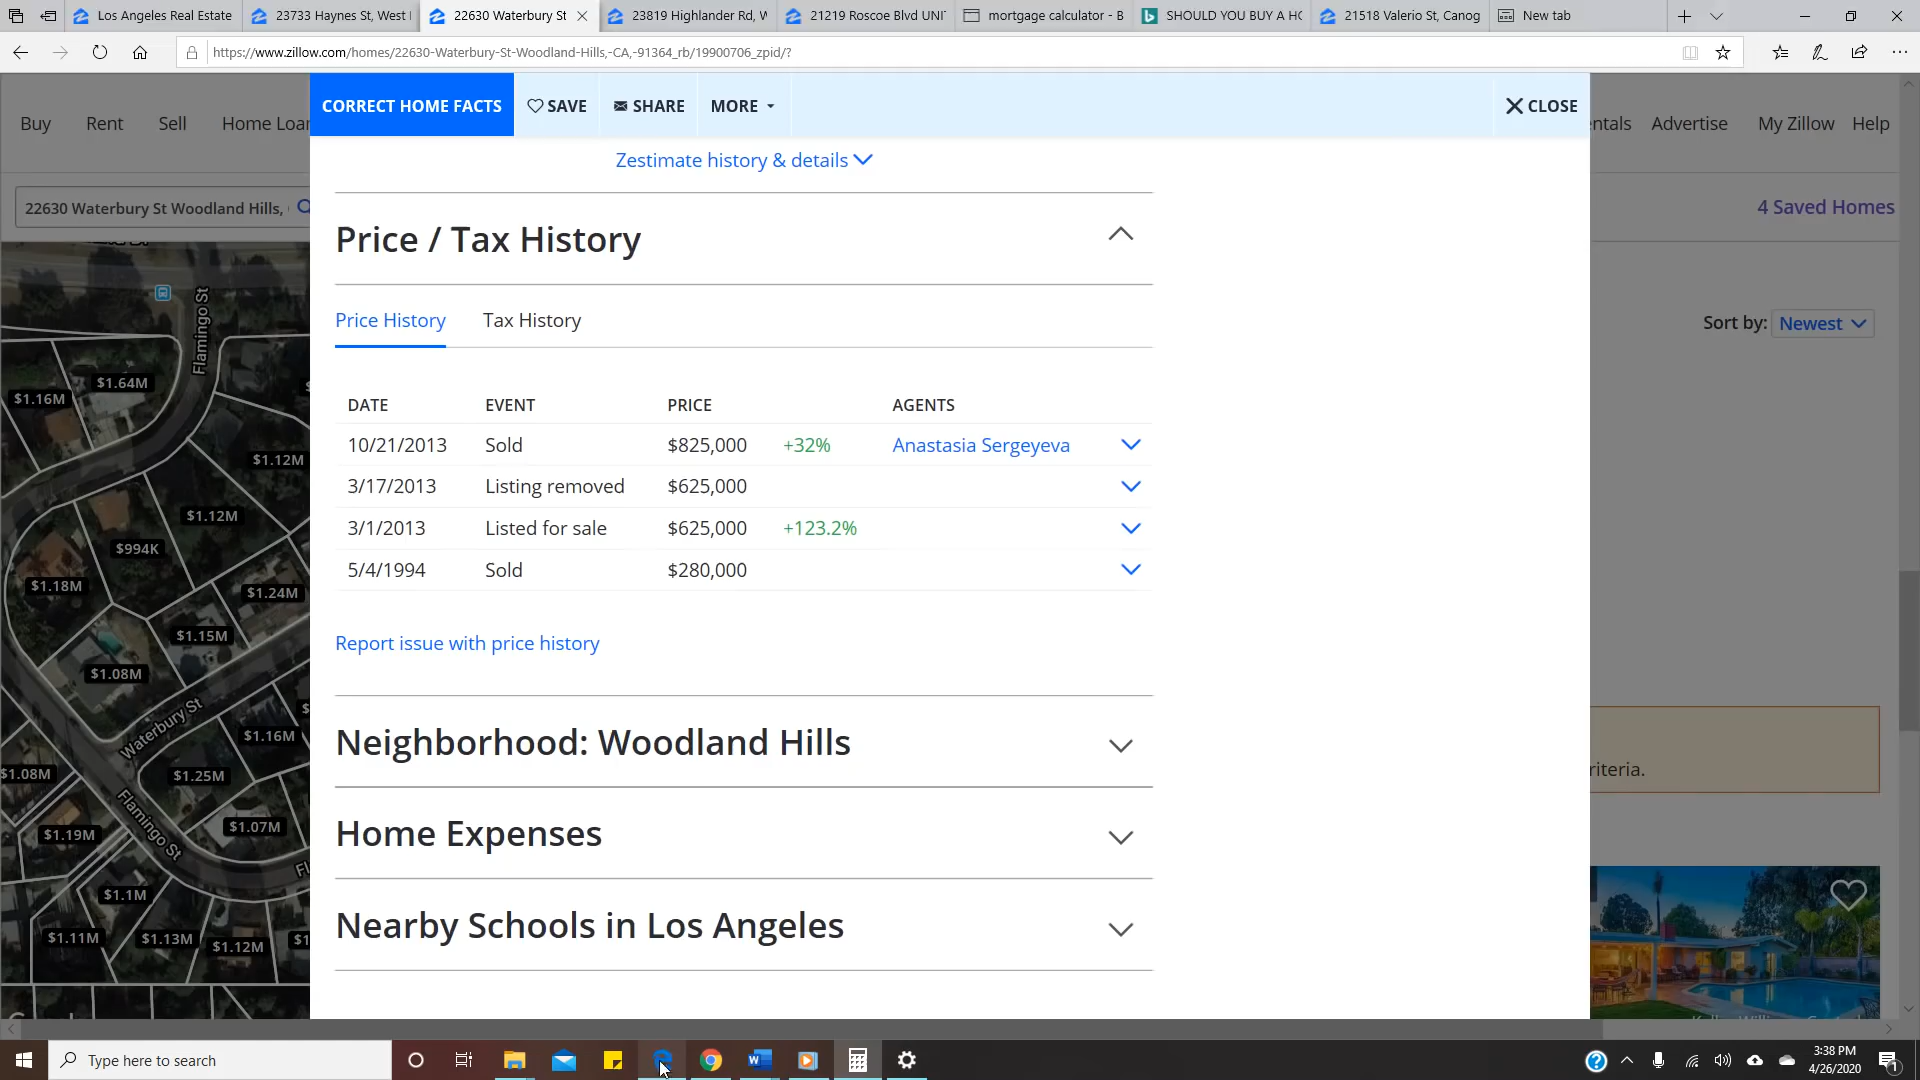 Los Angeles Real Estate
23733 Haynes St, West
22630 Waterbury St
23819 Highlander Rd, W
21219 Roscoe Blvd UNI
mortgage calculator - B
SHOULD YOU BUY A HO
21518 Valerio St, Canog
New tab
https://www.zillow.com/homes/22630-Waterbury-St-Woodland-Hills,-CA,-91364_rb/19900706_zpid/?
CORRECT HOME FACTS
SAVE
SHARE
MORE
CLOSE
Buy
Rent
Sell
Home Loan
entals
Advertise
My Zillow
Help
22630 Waterbury St Woodland Hills,
4 Saved Homes
Zestimate history & details
Price / Tax History
Sort by: Newest
Price History
Tax History
DATE EVENT PRICE AGENTS
10/21/2013 Sold $825,000 +32% Anastasia Sergeyeva
3/17/2013 Listing removed $625,000
3/1/2013 Listed for sale $625,000 +123.2%
5/4/1994 Sold $280,000
Report issue with price history
Neighborhood: Woodland Hills
Home Expenses
Nearby Schools in Los Angeles
riteria.
Flamingo St
$1.64M
$1.16M
$1.12M
$1.12M
$994K
$1.18M
$1.24M
$1.15M
$1.08M
Waterbury St
$1.16M
$1.08M
$1.25M
Flamingo St
$1.07M
$1.19M
$1.1M
$1.11M
$1.13M
$1.12M
Type here to search
3:38 PM
4/26/2020